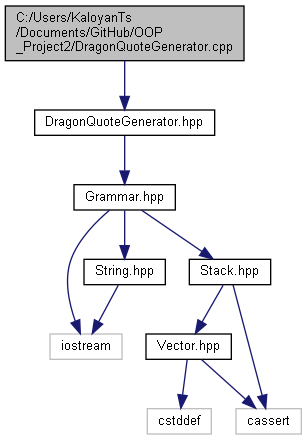 C:/Users/KaloyanTs
/Documents/GitHub/OOP
_Project2/DragonQuoteGenerator.cpp
DragonQuoteGenerator.hpp
Grammar.hpp
String.hpp
Stack.hpp
iostream
Vector.hpp
cstddef
cassert